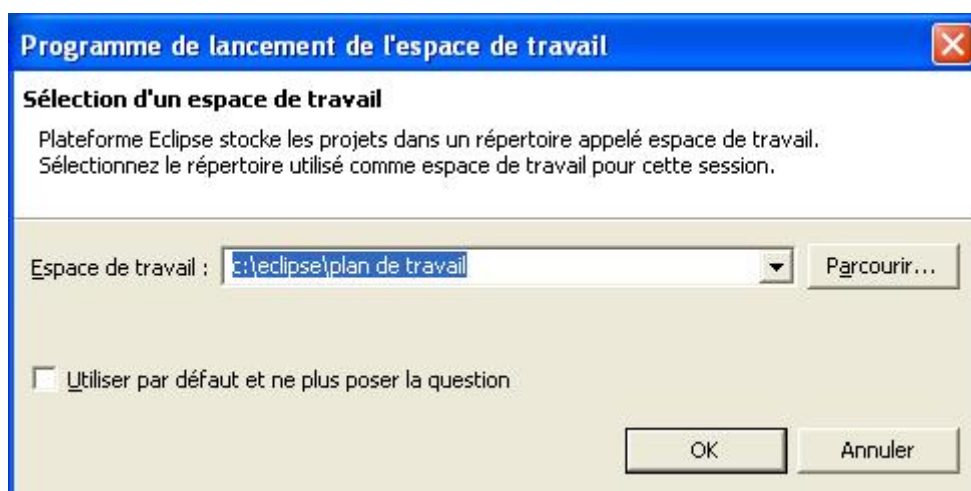 Programme de lancement de l'espace de travail
Sélection d'un espace de travail
Plateforme Eclipse stocke les projets dans un répertoire appelé espace de travail.
Sélectionnez le répertoire utilisé comme espace de travail pour cette session.
Espace de travail : c:\eclipse\plan de travail Parcourir...
Utiliser par défaut et ne plus poser la question
OK Annuler